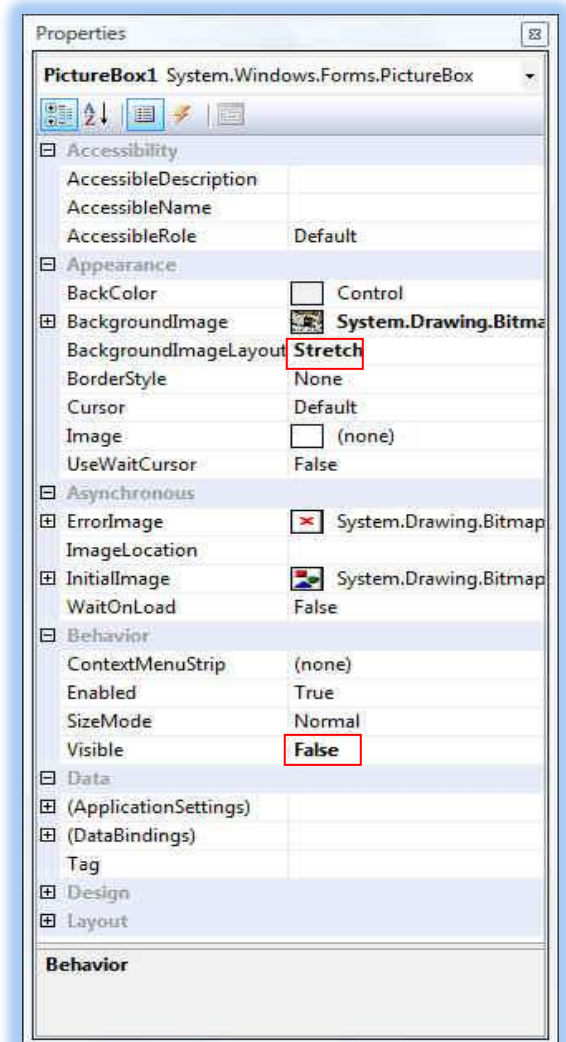 Properties
PictureBox1 System.Windows.Forms.PictureBox
Accessibility
AccessibleDescription
AccessibleName
AccessibleRole Default
Appearance
BackColor Control
BackgroundImage System.Drawing.Bitma
BackgroundImageLayout Stretch
BorderStyle None
Cursor Default
Image (none)
UseWaitCursor False
Asynchronous
ErrorImage System.Drawing.Bitmap
ImageLocation
InitialImage System.Drawing.Bitmap
WaitOnLoad False
Behavior
ContextMenuStrip (none)
Enabled True
SizeMode Normal
Visible False
Data
(ApplicationSettings)
(DataBindings)
Tag
Design
Layout
Behavior